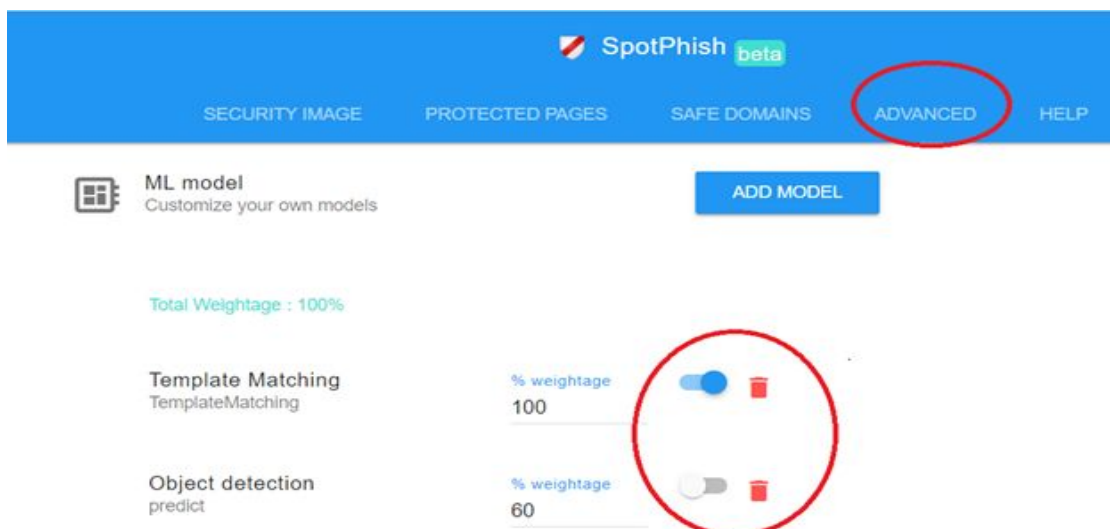 SpotPhish beta
SECURITY IMAGE PROTECTED PAGES SAFE DOMAINS ADVANCED HELP
ML model
Customize your own models
ADD MODEL
Total Weightage : 100%
Template Matching
TemplateMatching
% weightage
100
Object detection
predict
% weightage
60